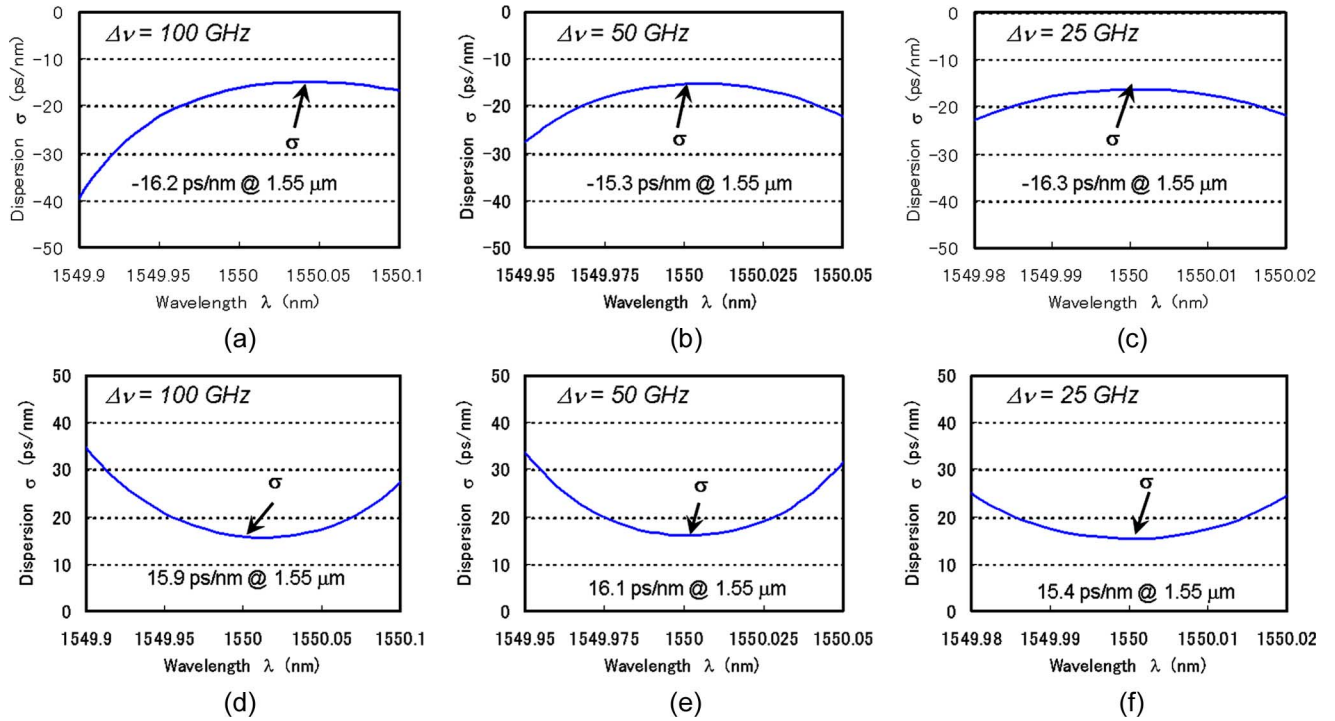 Δν = 100 GHz
Dispersion σ (ps/nm)
0
-10
-20
-30
-40
-50
σ
-16.2 ps/nm @ 1.55 μm
1549.9 1549.95 1550 1550.05 1550.1
Wavelength λ (nm)
(a)
Δν = 50 GHz
Dispersion σ (ps/nm)
0
-10
-20
-30
-40
-50
σ
-15.3 ps/nm @ 1.55 μm
1549.95 1549.975 1550 1550.025 1550.05
Wavelength λ (nm)
(b)
Δν = 25 GHz
Dispersion σ (ps/nm)
0
-10
-20
-30
-40
-50
σ
-16.3 ps/nm @ 1.55 μm
1549.98 1549.99 1550 1550.01 1550.02
Wavelength λ (nm)
(c)
Δν = 100 GHz
Dispersion σ (ps/nm)
50
40
30
20
10
0
σ
15.9 ps/nm @ 1.55 μm
1549.9 1549.95 1550 1550.05 1550.1
Wavelength λ (nm)
(d)
Δν = 50 GHz
Dispersion σ (ps/nm)
50
40
30
20
10
0
σ
16.1 ps/nm @ 1.55 μm
1549.95 1549.975 1550 1550.025 1550.05
Wavelength λ (nm)
(e)
Δν = 25 GHz
Dispersion σ (ps/nm)
50
40
30
20
10
0
σ
15.4 ps/nm @ 1.55 μm
1549.98 1549.99 1550 1550.01 1550.02
Wavelength λ (nm)
(f)